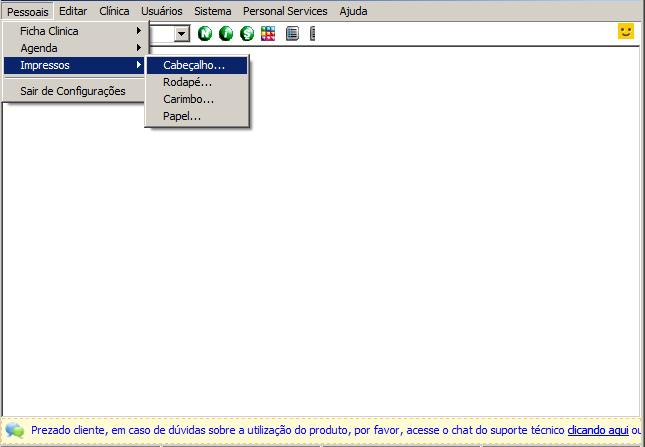 Pessoais Editar Clínica Usuários Sistema Personal Services Ajuda
Ficha Clinica
Agenda
Impressos
Sair de Configurações
Cabeçalho...
Rodapé...
Carimbo...
Papel...
Prezado cliente, em caso de dúvidas sobre a utilização do produto, por favor, acesse o chat do suporte técnico clicando aqui ou